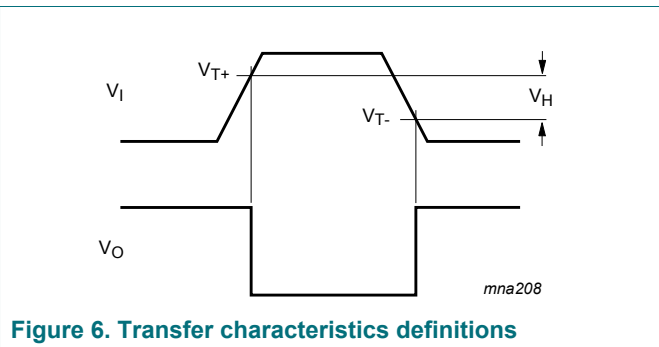 VT+
VI
VH
VT-
VO
mna208
Figure 6. Transfer characteristics definitions